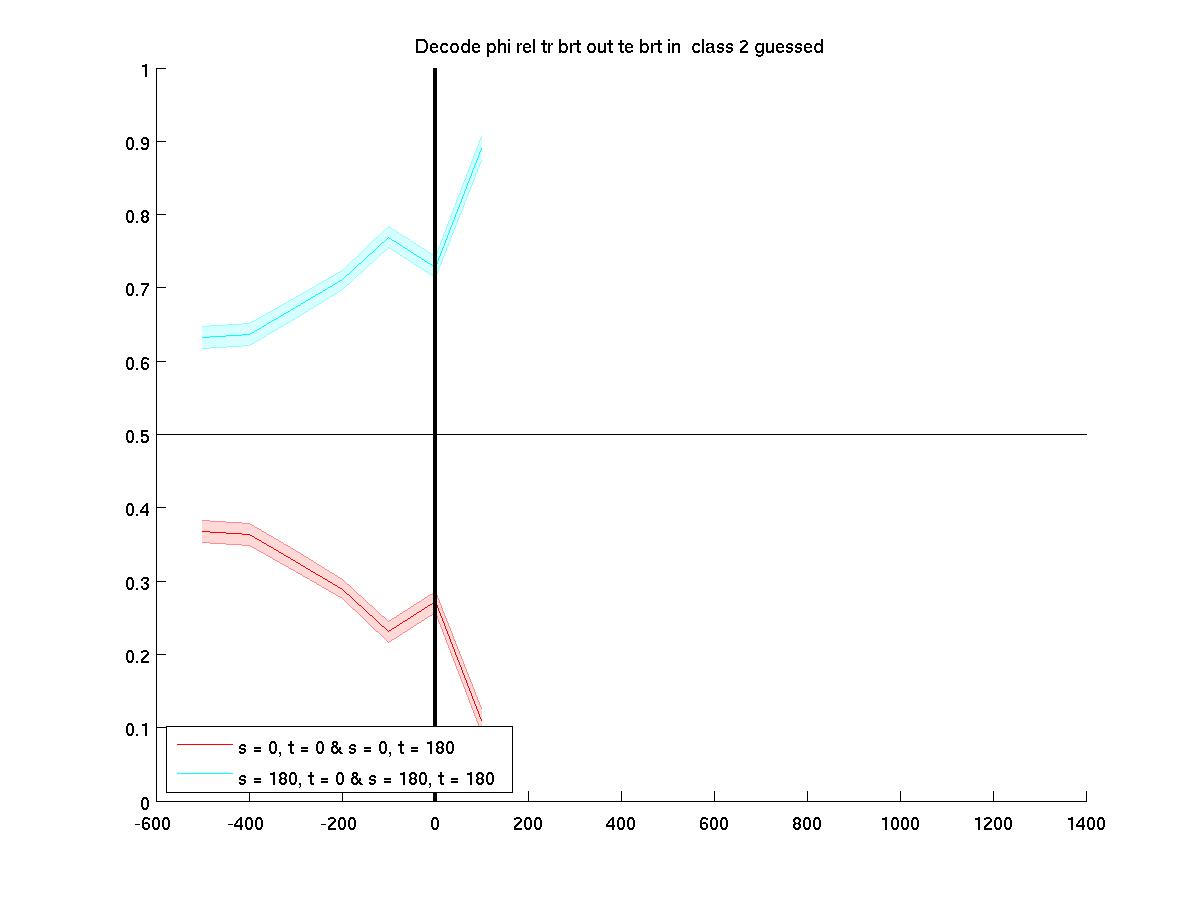 Decode phi rel tr brt out te brt in  class 2 guessed
1
0.9
0.8
0.7
0.6
0.5
0.4
0.3
0.2
0.1
0
s = 0, t = 0 & s = 0, t = 180
s = 180, t = 0 & s = 180, t = 180
-600 -400 -200 0 200 400 600 800 1000 1200 1400